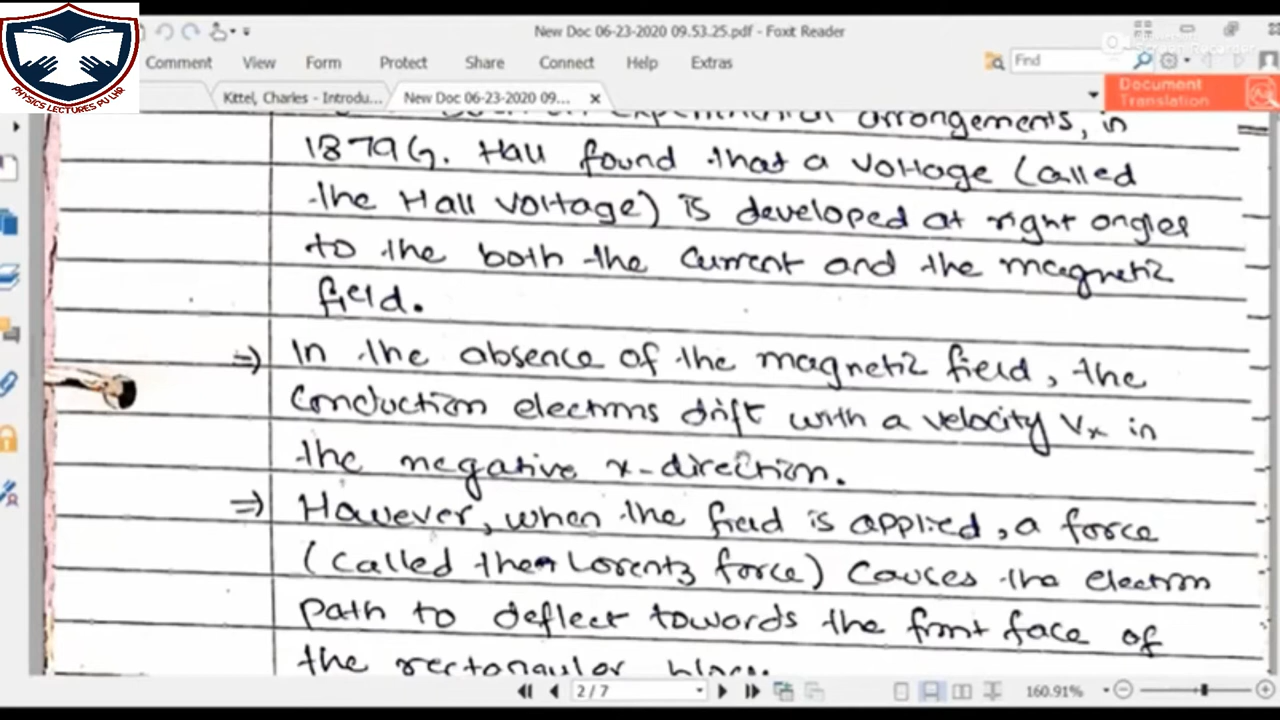 New Doc 06-23-2020 09.53.25.pdf - Foxit Reader
Comment View Form Protect Share Connect Help Extras
Find
Screen Recorder
Kittel, Charles - Introdu...
New Doc 06-23-2020 09...
Document Translation
PHYSICS LECTURES PU LHR
arrangements, in
1879 G. Hall found that a voltage (called
the Hall voltage) is developed at right angles
to the both the current and the magnetic
field.
⇒ In the absence of the magnetic field, the
conduction electrons drift with a velocity Vx in
the negative x-direction.
⇒ However, when the field is applied, a force
(called the Lorentz force) causes the electron
path to deflect towards the front face of
the rectangular
2 / 7
160.91%